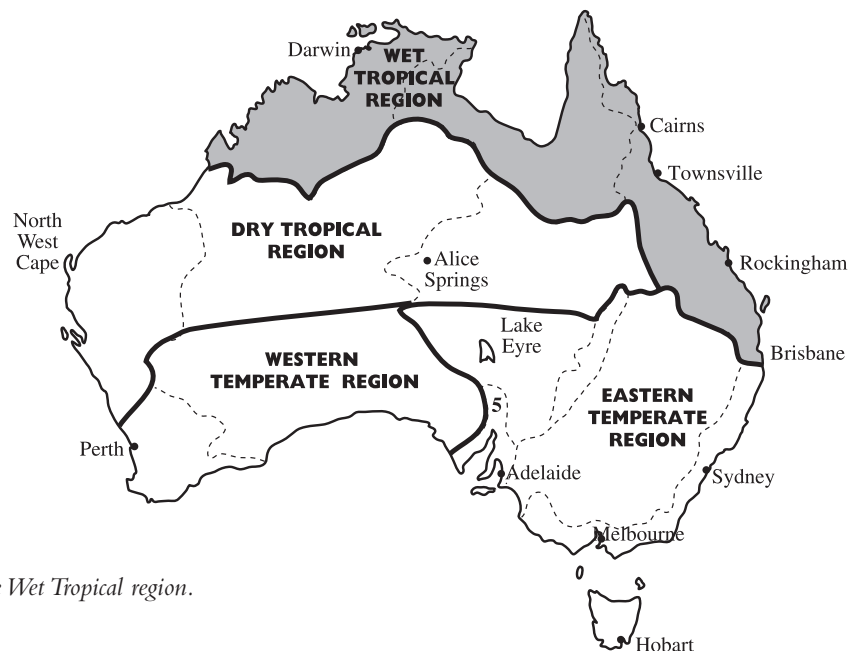 Darwin
WET
TROPICAL
REGION
Cairns
Townsville
North
West
Cape
DRY TROPICAL
REGION
Alice
Springs
Rockingham
Lake
Eyre
Brisbane
WESTERN
TEMPERATE REGION
5
EASTERN
TEMPERATE
REGION
Perth
Adelaide
Sydney
Melbourne
Wet Tropical region.
Hobart